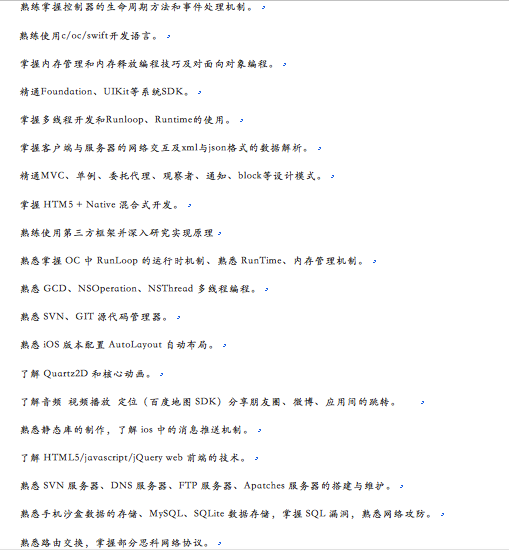 熟练掌握控制器的生命周期方法和事件处理机制。
熟练使用c/oc/swift开发语言。
掌握内存管理和内存释放编程技巧及对面向对象编程。
精通Foundation、UIKit等系统SDK。
掌握多线程开发和Runloop、Runtime的使用。
掌握客户端与服务器的网络交互及xml与json格式的数据解析。
精通MVC、单例、委托代理、观察者、通知、block等设计模式。
掌握 HTM5 + Native 混合式开发。
熟练使用第三方框架并深入研究实现原理
熟悉掌握 OC 中 RunLoop 的运行时机制、熟悉 RunTime、内存管理机制。
熟悉 GCD、NSOperation、NSThread 多线程编程。
熟悉 SVN、GIT 源代码管理器。
熟悉 iOS 版本配置 AutoLayout 自动布局。
了解 Quartz2D 和核心动画。
了解音频 视频播放 定位（百度地图 SDK）分享朋友圈、微博、应用间的跳转。
熟悉静态库的制作，了解 ios 中的消息推送机制。
了解 HTML5/javascript/jQuery web 前端的技术。
熟悉 SVN 服务器、DNS 服务器、FTP 服务器、Apatches 服务器的搭建与维护。
熟悉手机沙盒数据的存储、MySQL、SQLite 数据存储，掌握 SQL 漏洞，熟悉网络攻防。
熟悉路由交换，掌握部分思科网络协议。